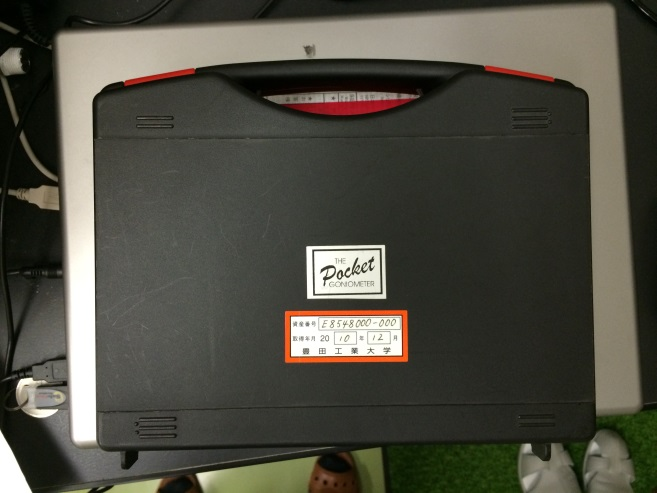 THE
Pocket
GONIOMETER
資産番号 E8548000-000
取得年月 20 10 年 12 月
豊田工業大学